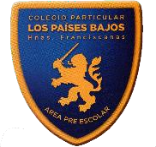 COLEGIO PARTICULAR
LOS PAÍSES BAJOS
Hnas. Franciscanas
AREA PRE ESCOLAR